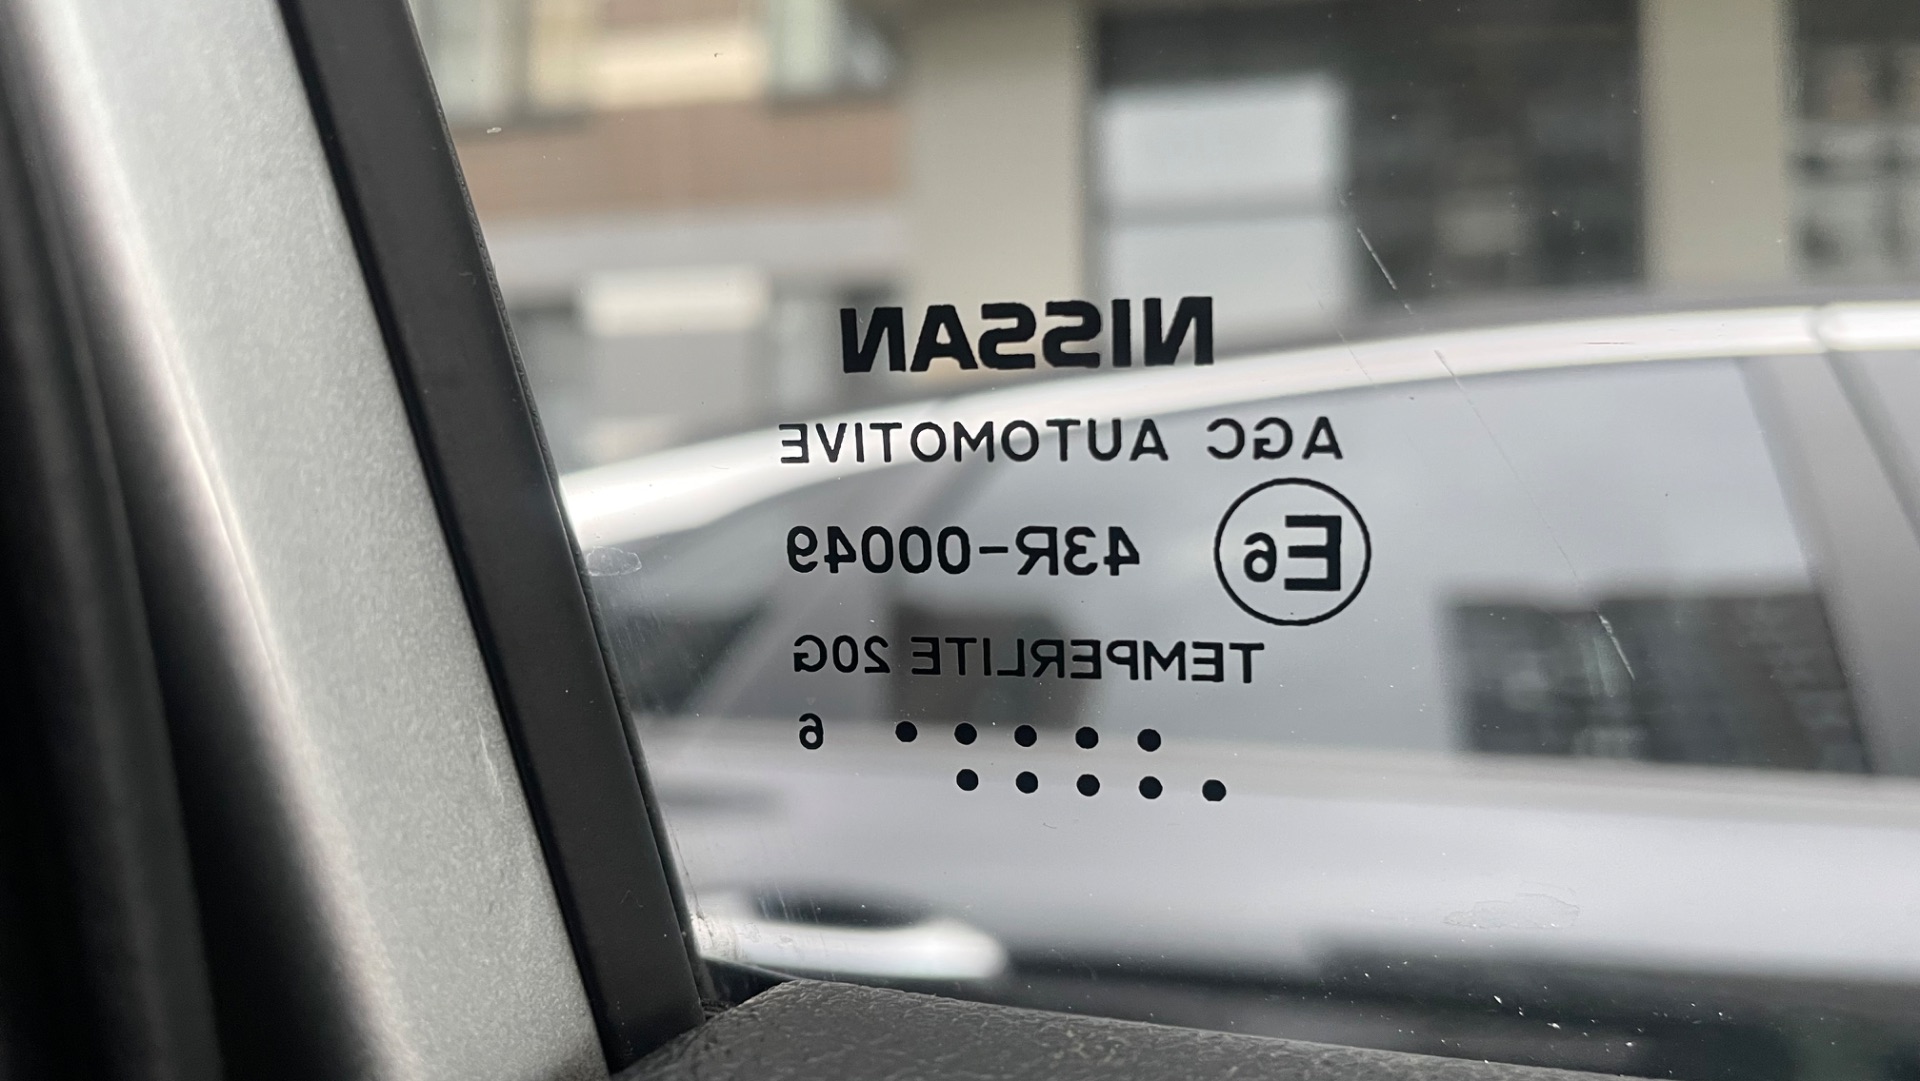 NISSAN
AGC AUTOMOTIVE
E6 43R-00049
TEMPERLITE 20G
• • • • • 6
• • • • •